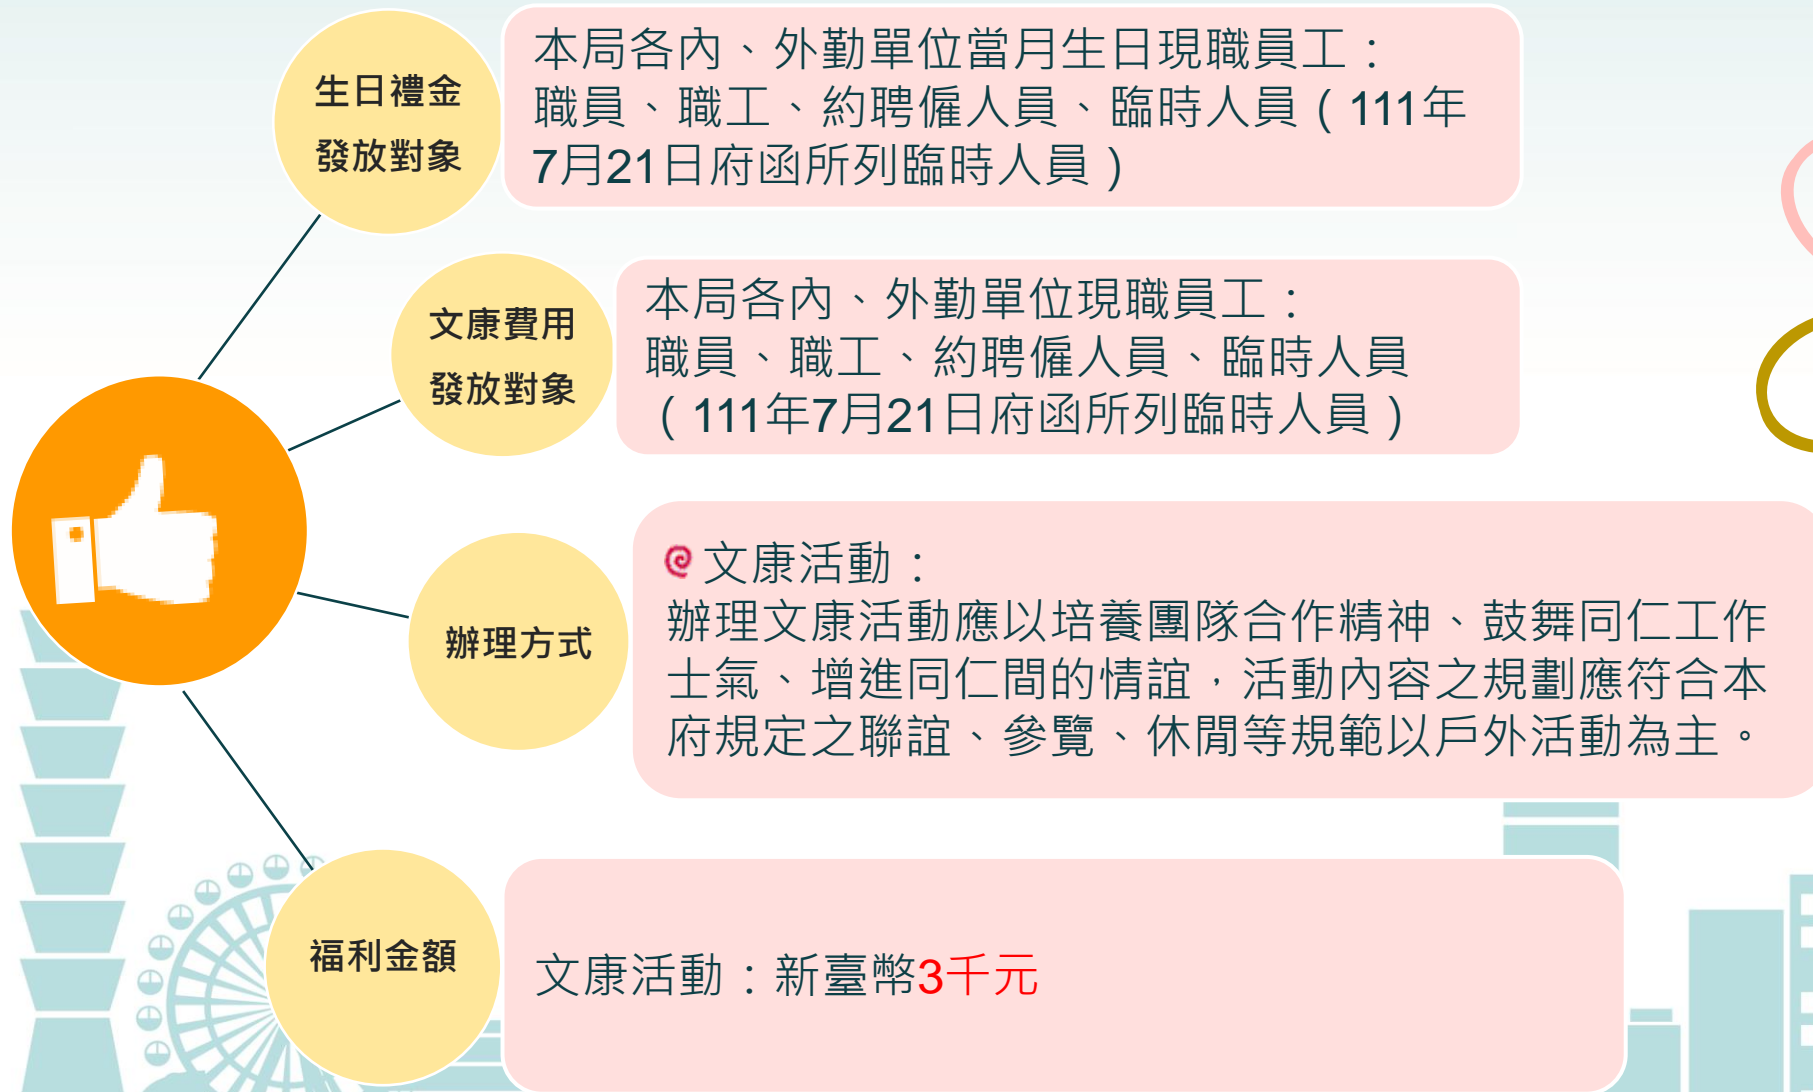 生日禮金
發放對象
本局各內、外勤單位當月生日現職員工：
職員、職工、約聘僱人員、臨時人員（111年
7月21日府函所列臨時人員）
文康費用
發放對象
本局各內、外勤單位現職員工：
職員、職工、約聘僱人員、臨時人員
（111年7月21日府函所列臨時人員）
辦理方式
文康活動：
辦理文康活動應以培養團隊合作精神、鼓舞同仁工作
士氣、增進同仁間的情誼，活動內容之規劃應符合本
府規定之聯誼、參覽、休閒等規範以戶外活動為主。
福利金額
文康活動：新臺幣3千元